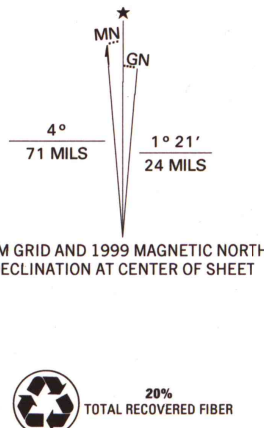 ★
MN
GN
4°
71 MILS
1° 21′
24 MILS
M GRID AND 1999 MAGNETIC NORTH
ECLINATION AT CENTER OF SHEET
20%
TOTAL RECOVERED FIBER